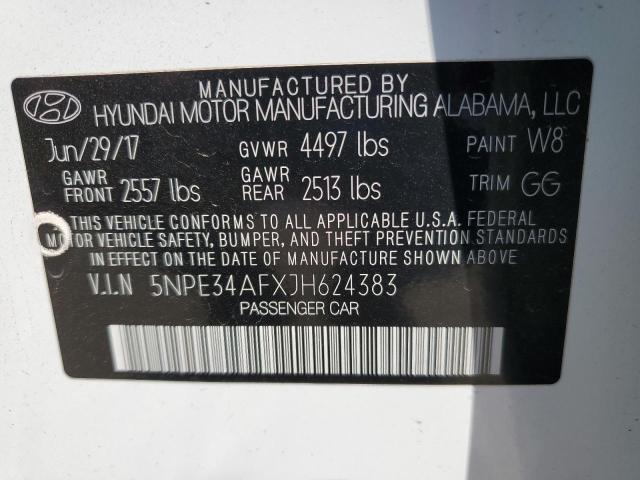 MANUFACTURED BY
HYUNDAI MOTOR MANUFACTURING ALABAMA, LLC
Jun/29/17 GVWR 4497 lbs PAINT W8
GAWR FRONT 2557 lbs GAWR REAR 2513 lbs TRIM GG
THIS VEHICLE CONFORMS TO ALL APPLICABLE U.S.A. FEDERAL
MOTOR VEHICLE SAFETY, BUMPER, AND THEFT PREVENTION STANDARDS
IN EFFECT ON THE DATE OF MANUFACTURE SHOWN ABOVE
V.I.N 5NPE34AFXJH624383
PASSENGER CAR